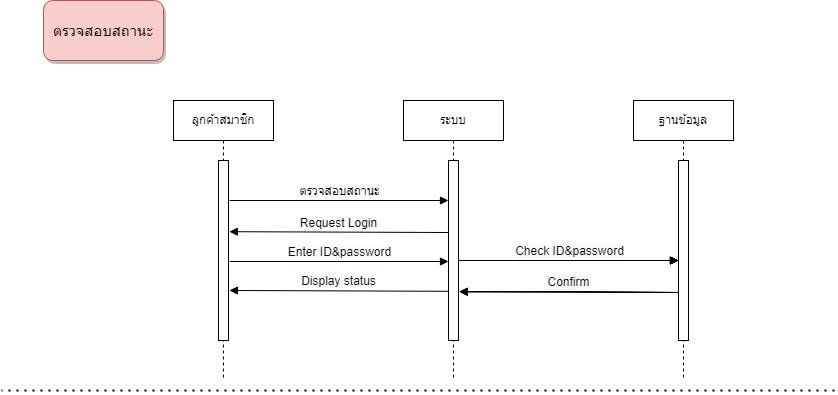 ตรวจสอบสถานะ
ลูกค้าสมาชิก
ระบบ
ฐานข้อมูล
ตรวจสอบสถานะ
Request Login
Enter ID&password
Check ID&password
Display status
Confirm